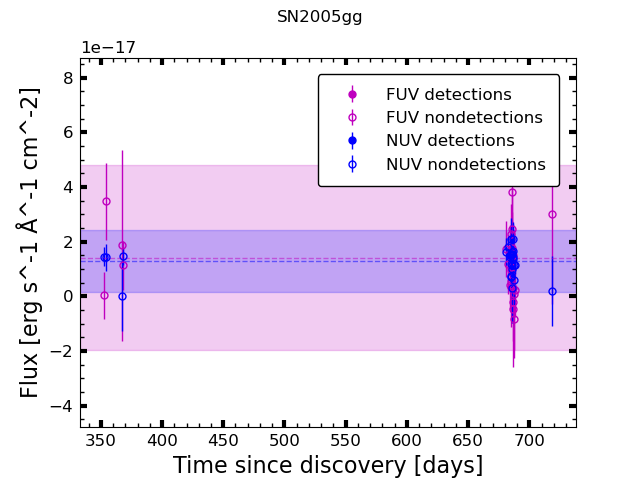 SN2005gg
1e−17
8
6
4
2
0
−2
−4
Flux [erg s^-1 Å^-1 cm^-2]
FUV detections
FUV nondetections
NUV detections
NUV nondetections
350 400 450 500 550 600 650 700
Time since discovery [days]